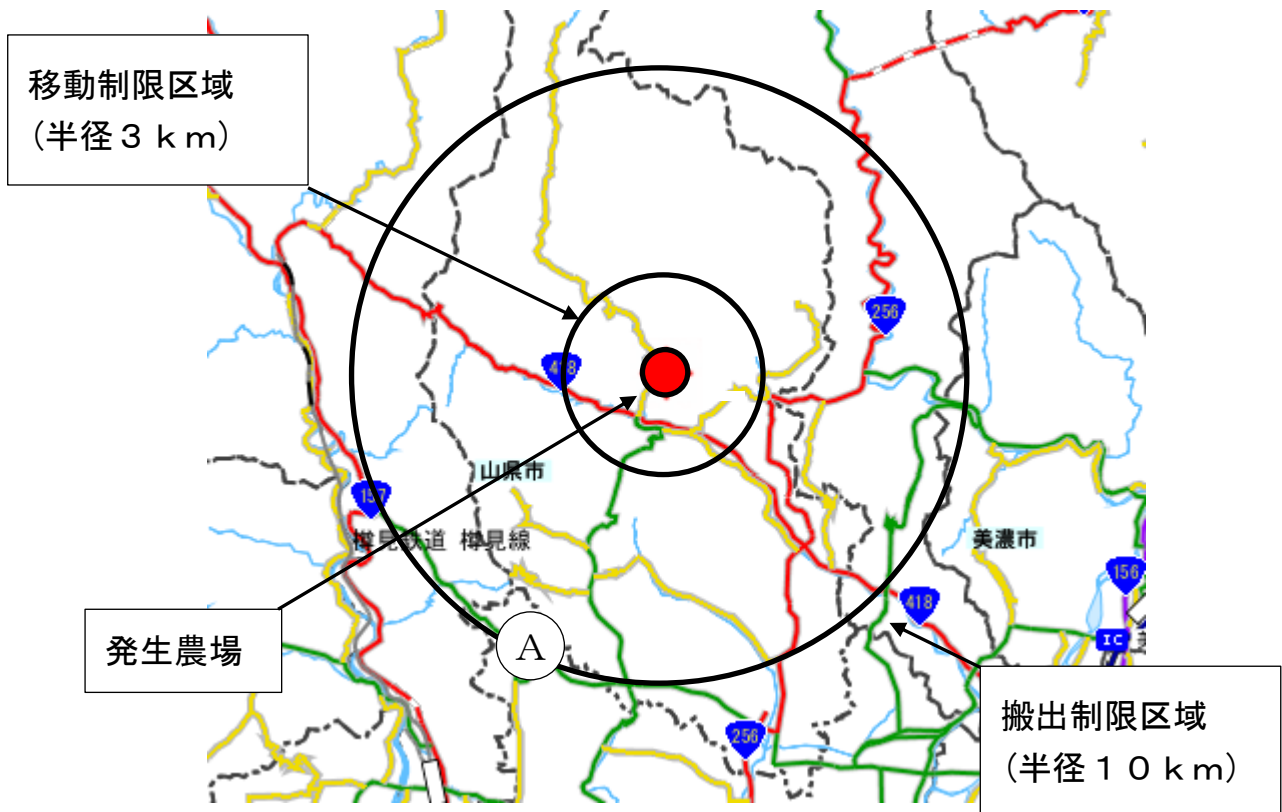 移動制限区域
(半径３ｋｍ)
256
418
山県市
157
樽見鉄道 樽見線
美濃市
156
418
IC
発生農場
A
搬出制限区域
(半径１０ｋｍ)
256